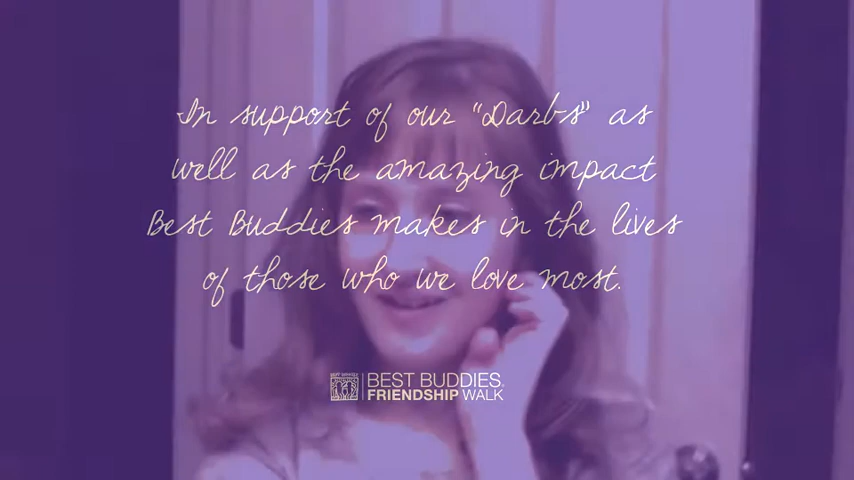 In support of our "Darbs" as
well as the amazing impact
Best Buddies makes in the lives
of those who we love most.
BEST BUDDIES®
FRIENDSHIP WALK